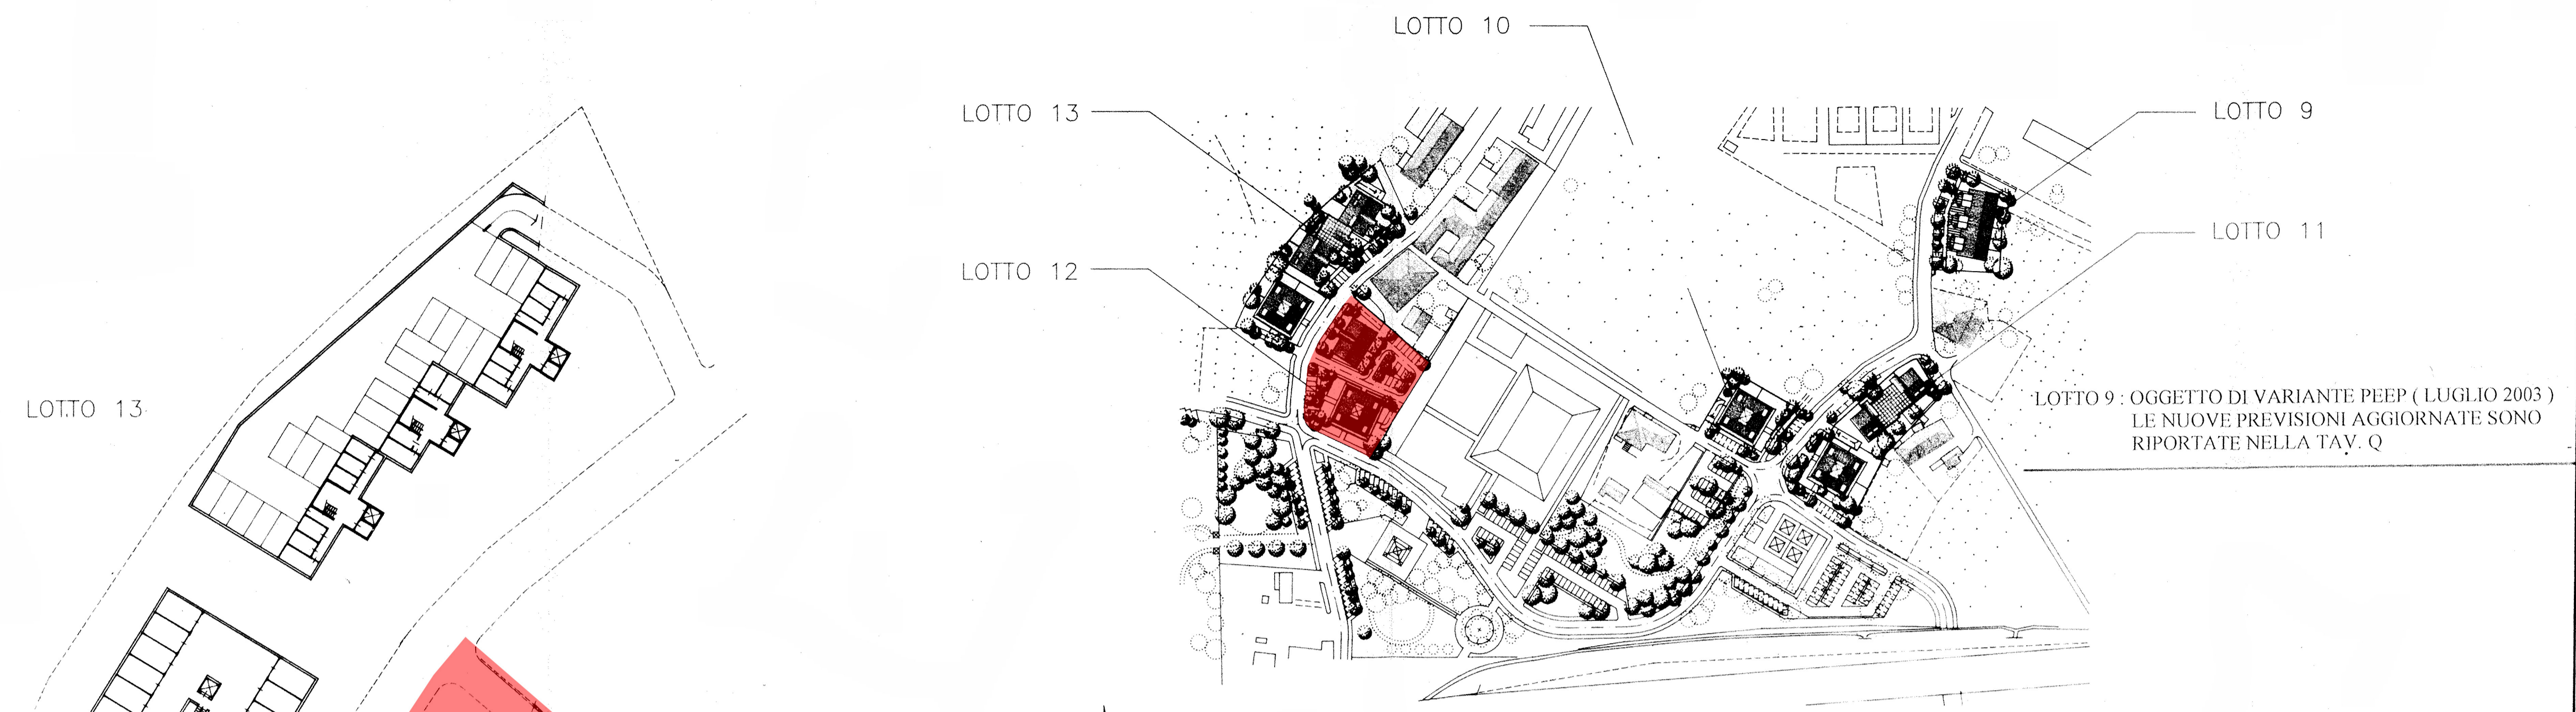 LOTTO 10
LOTTO 13
LOTTO 9
LOTTO 11
LOTTO 12
LOTTO 13
LOTTO 9 : OGGETTO DI VARIANTE PEEP ( LUGLIO 2003 )
LE NUOVE PREVISIONI AGGIORNATE SONO
RIPORTATE NELLA TAV. Q